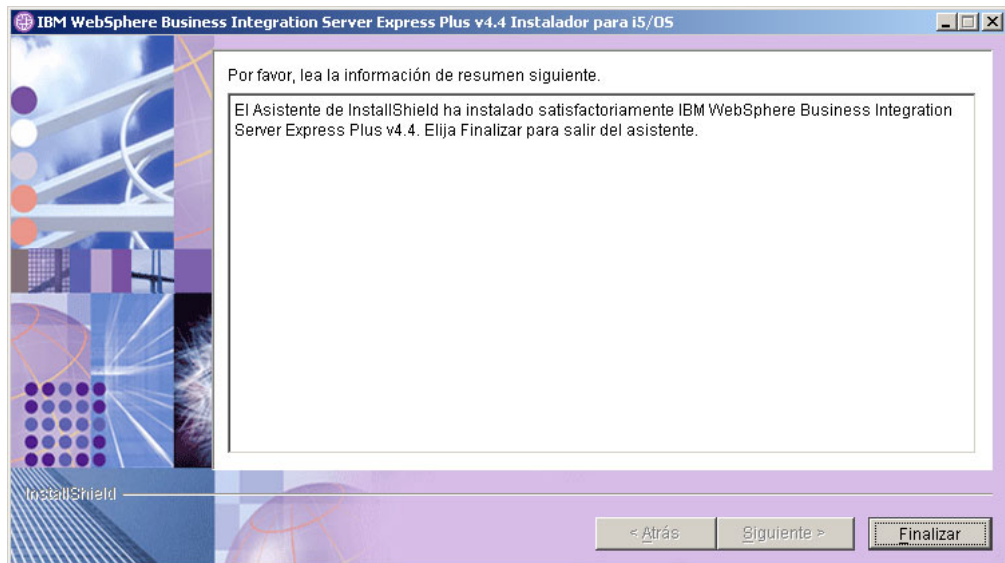 IBM WebSphere Business Integration Server Express Plus v4.4 Instalador para i5/OS
Por favor, lea la información de resumen siguiente.
El Asistente de InstallShield ha instalado satisfactoriamente IBM WebSphere Business Integration
Server Express Plus v4.4. Elija Finalizar para salir del asistente.
InstallShield
< Atrás
Siguiente >
Finalizar